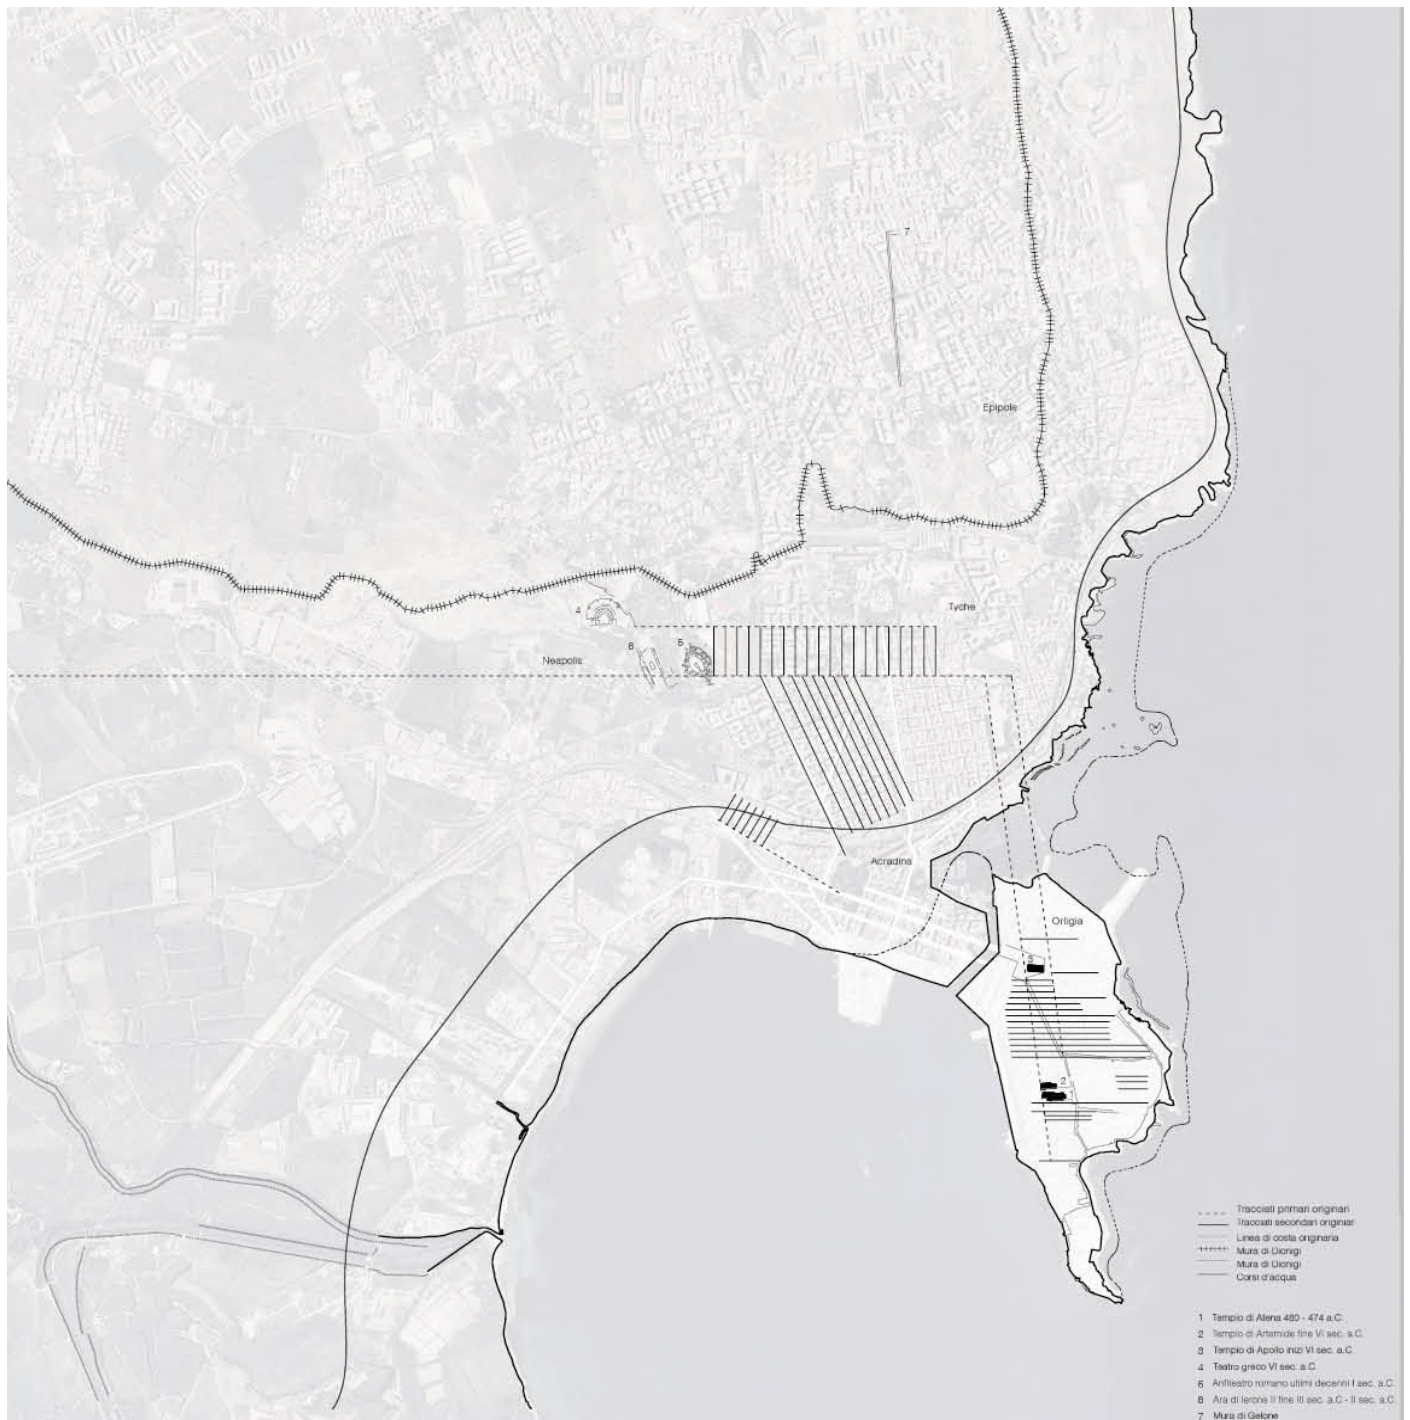 7
Epipole
4
Tyche
6
5
Neapolis
Acradina
Ortigia
3
2
Tracciati primari originari
Tracciati secondari originiari
Linea di costa originaria
Mura di Dionigi
Mura di Dionigi
Corsi d'acqua
1 Tempio di Atena 480 - 474 a.C.
2 Tempio di Artemide fine VI sec. a.C.
3 Tempio di Apollo inizi VI sec. a.C.
4 Teatro greco VI sec. a.C.
5 Anfiteatro romano ultimi decenni I sec. a.C.
6 Ara di Ierone II fine III sec. a.C - II sec. a.C.
7 Mura di Gelone